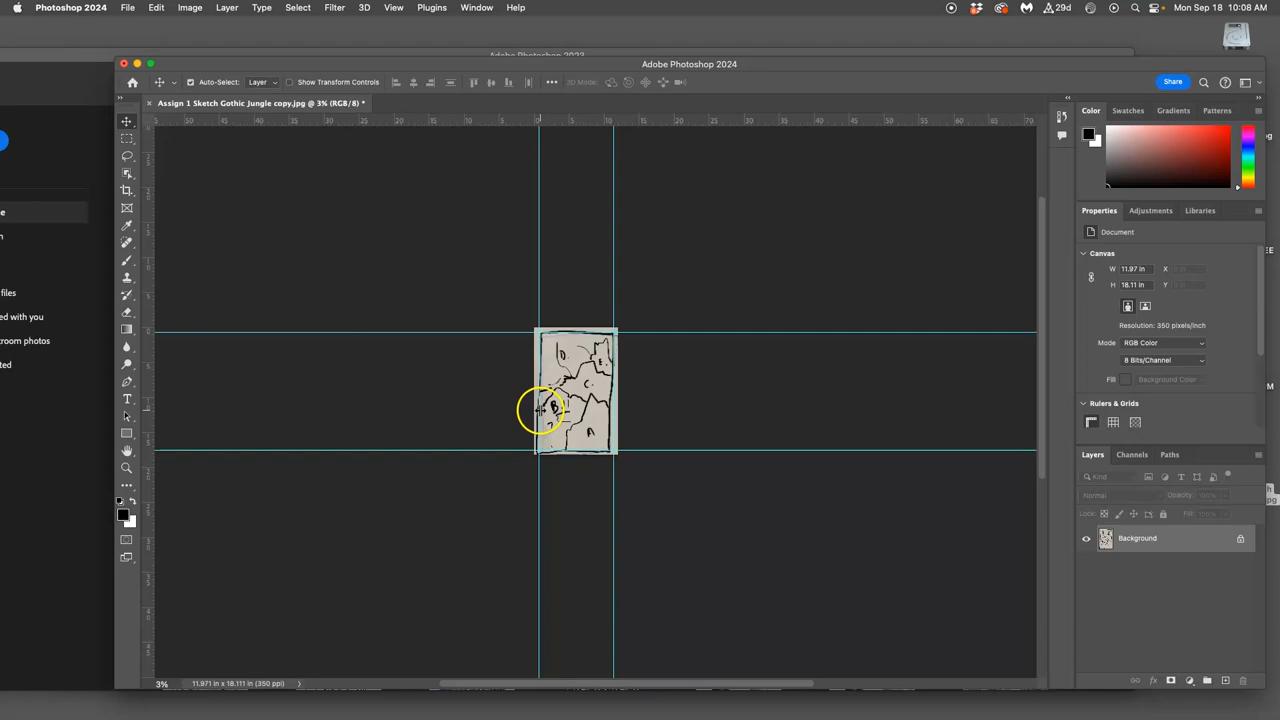 Photoshop 2024 File Edit Image Layer Type Select Filter 3D View Plugins Window Help 29d Mon Sep 18 10:08 AM
Adobe Photoshop 2023
Adobe Photoshop 2024
Auto-Select: Layer Show Transform Controls 3D Mode: Share
Assign 1 Sketch Gothic Jungle copy.jpg @ 3% (RGB/8) *
Color Swatches Gradients Patterns
Properties Adjustments Libraries
Document
Canvas
W 11.97 in X
H 18.11 in Y
Resolution: 350 pixels/inch
Mode RGB Color
8 Bits/Channel
Fill Background Color
Rulers & Grids
files
ed with you
room photos
ted
D. E.
C.
B
A
Layers Channels Paths
Kind
Normal Opacity: 100%
Lock: Fill: 100%
Background
3% 11.971 in x 18.111 in (350 ppi)